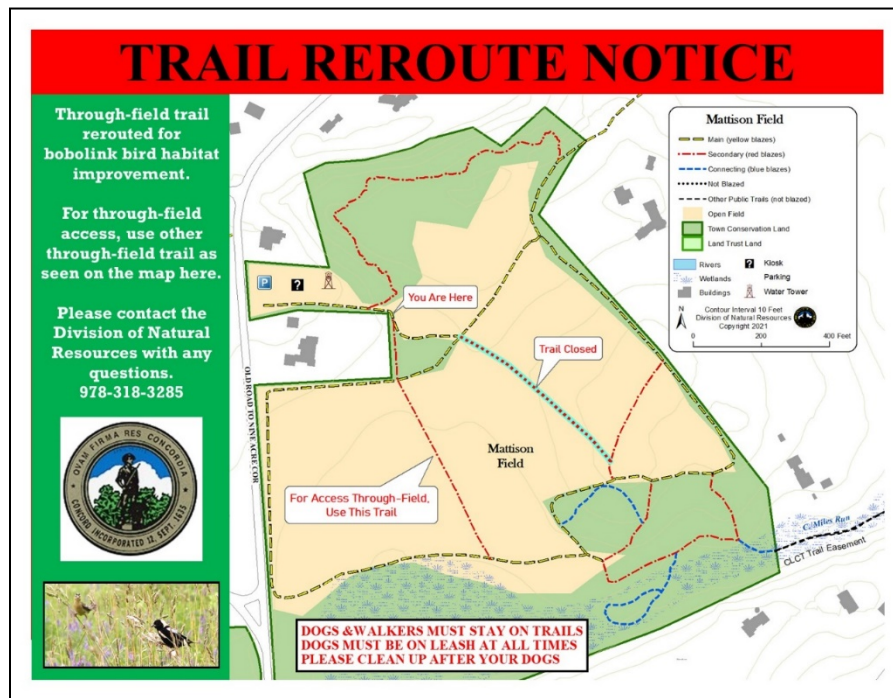 TRAIL REROUTE NOTICE
Through-field trail
rerouted for
bobolink bird habitat
improvement.
For through-field
access, use other
through-field trail as
seen on the map here.
Please contact the
Division of Natural
Resources with any
questions.
978-318-3285
QVAM FIRMA RES CONCORDIA
CONCORD INCORPORATED 12, SEPT. 1635
Mattison Field
Main (yellow blazes)
Secondary (red blazes)
Connecting (blue blazes)
Not Blazed
Other Public Trails (not blazed)
Open Field
Town Conservation Land
Land Trust Land
Rivers
Wetlands
Buildings
? Kiosk
Parking
Water Tower
N
Contour Interval 10 Feet
Division of Natural Resources
Copyright 2021
0 200 400 Feet
P
?
You Are Here
Trail Closed
Mattison
Field
For Access Through-Field,
Use This Trail
OLD ROAD TO NINE ACRE COR
C. Miles Run
CLCT Trail Easement
DOGS &WALKERS MUST STAY ON TRAILS
DOGS MUST BE ON LEASH AT ALL TIMES
PLEASE CLEAN UP AFTER YOUR DOGS